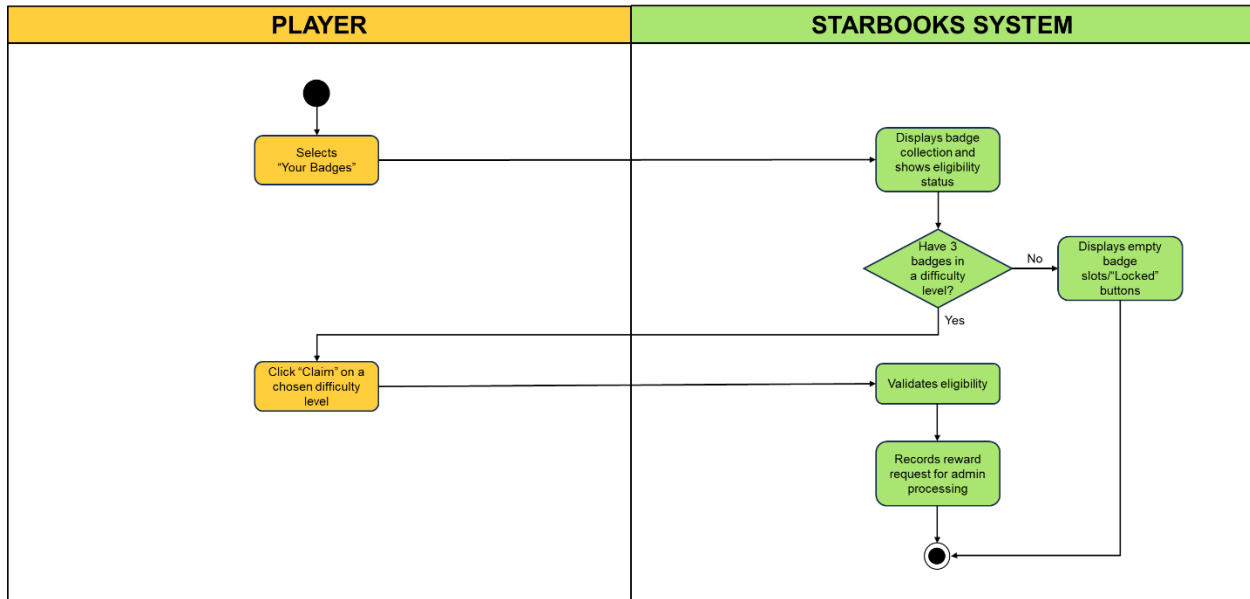 PLAYER
STARBOOKS SYSTEM
Selects
“Your Badges”
Displays badge
collection and
shows eligibility
status
Have 3
badges in
a difficulty
level?
No
Displays empty
badge
slots/“Locked”
buttons
Yes
Click “Claim” on a
chosen difficulty
level
Validates eligibility
Records reward
request for admin
processing